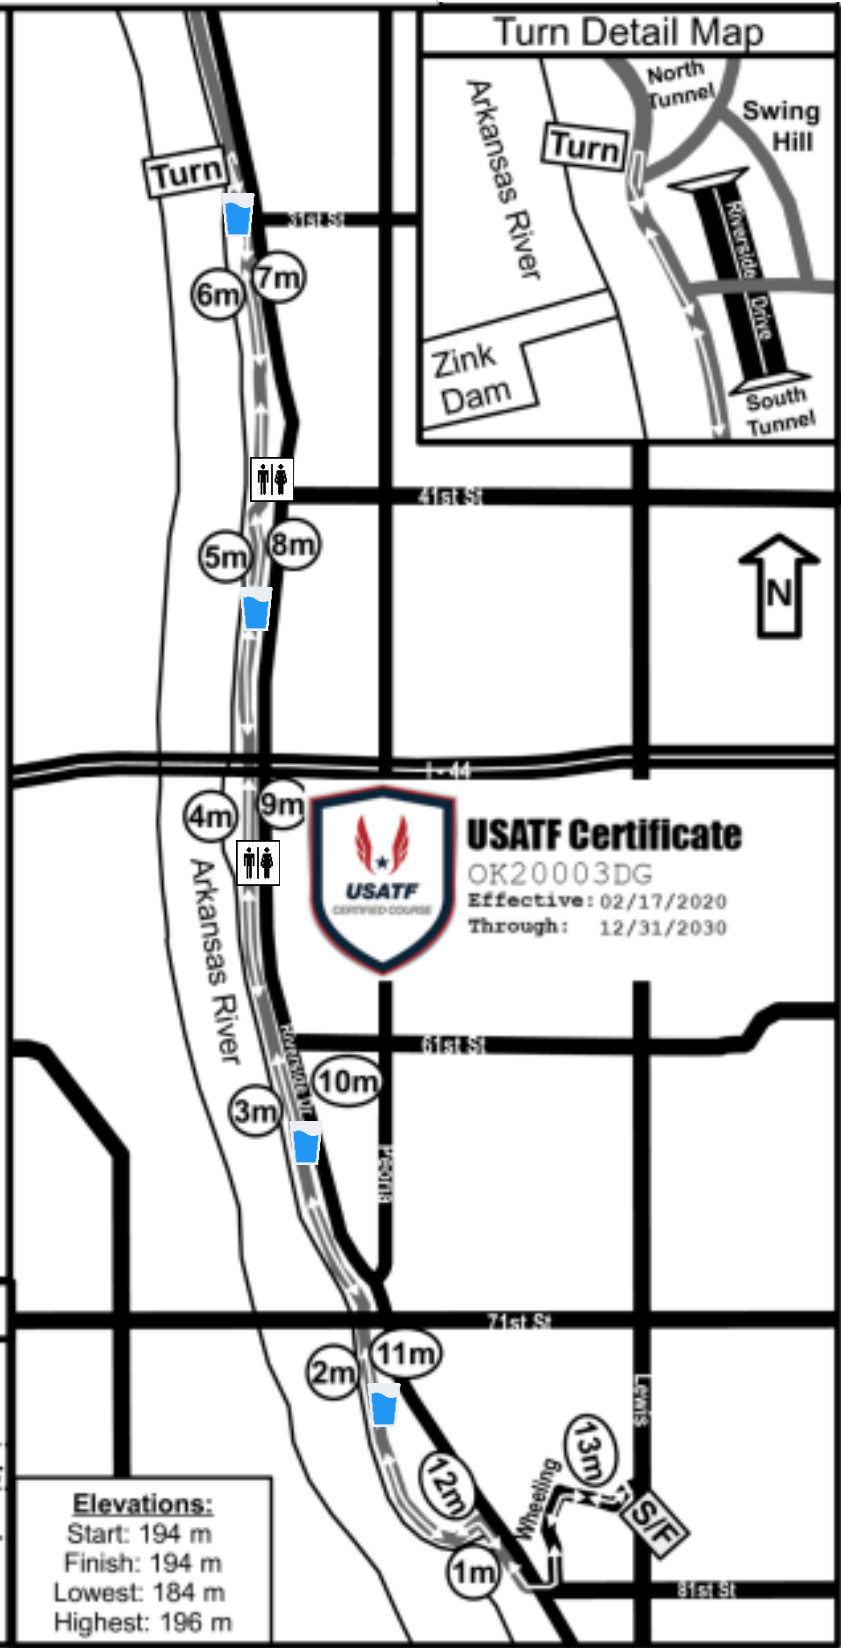 Turn Detail Map
North
Tunnel
Swing
Hill
Arkansas River
Turn
Riverside Drive
Zink
Dam
South
Tunnel
Turn
31st St
6m
7m
41st St
5m
8m
N
I - 44
4m
9m
USATF
CERTIFIED COURSE
USATF Certificate
OK20003DG
Effective: 02/17/2020
Through: 12/31/2030
Arkansas River
Riverside Dr
61st St
10m
3m
Peoria
71st St
11m
2m
Lewis
13m
12m
Wheeling
S/F
1m
81st St
Elevations:
Start: 194 m
Finish: 194 m
Lowest: 184 m
Highest: 196 m